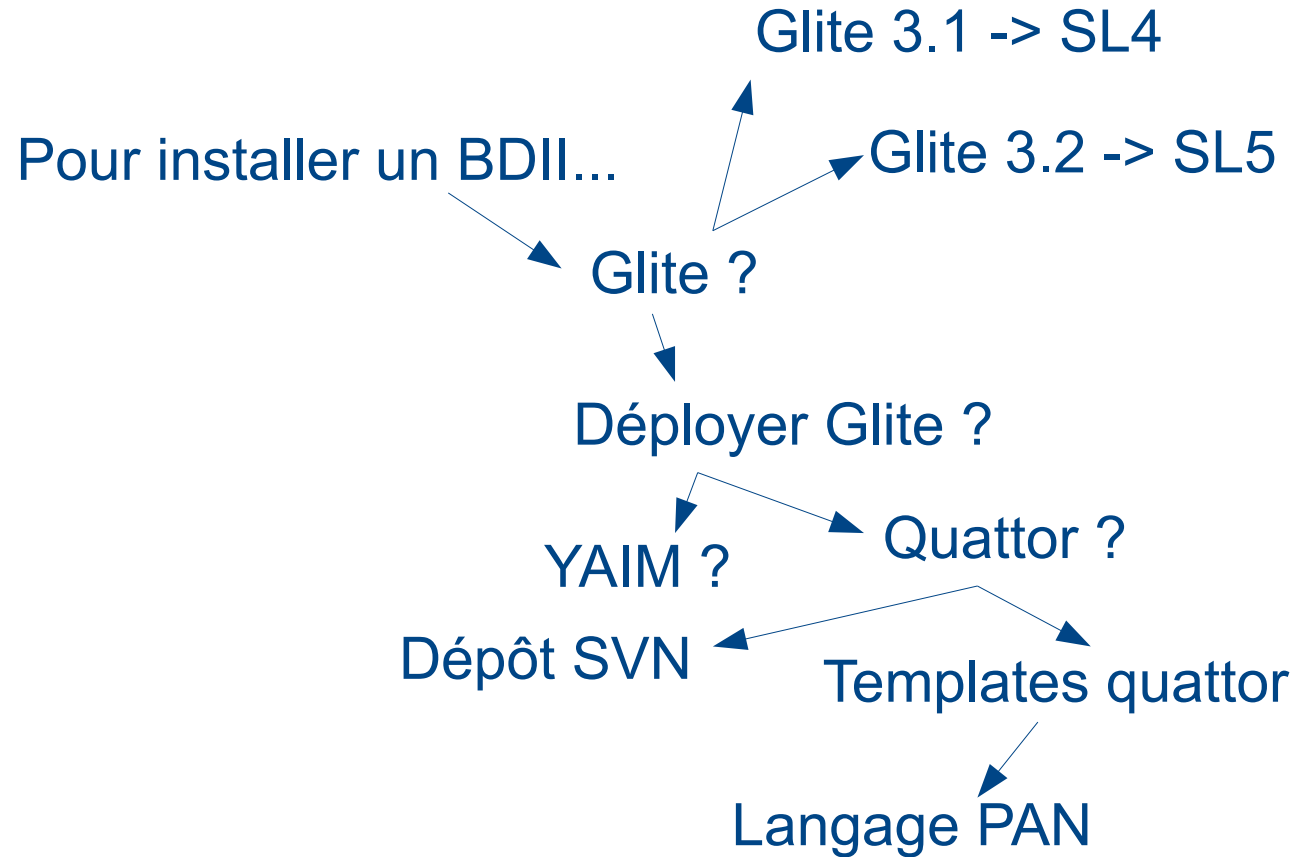 Glite 3.1 -> SL4
Pour installer un BDII...
Glite 3.2 -> SL5
Glite ?
Déployer Glite ?
Quattor ?
YAIM ?
Dépôt SVN
Templates quattor
Langage PAN